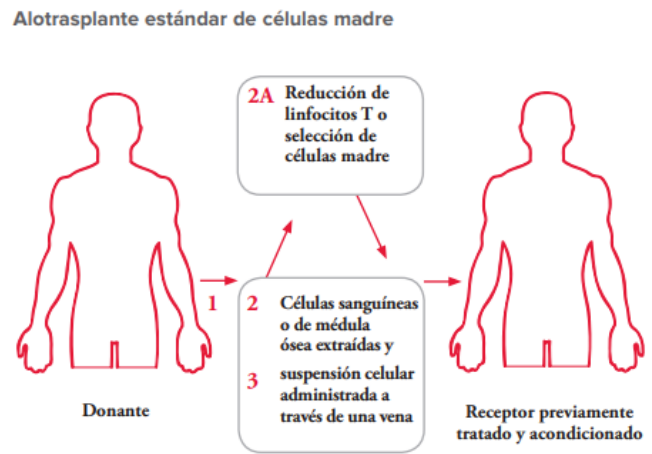 Alotrasplante estándar de células madre
2A Reducción de
linfocitos T o
selección de
células madre
1
2 Células sanguíneas
o de médula
ósea extraídas y
3 suspensión celular
administrada a
través de una vena
Donante
Receptor previamente
tratado y acondicionado